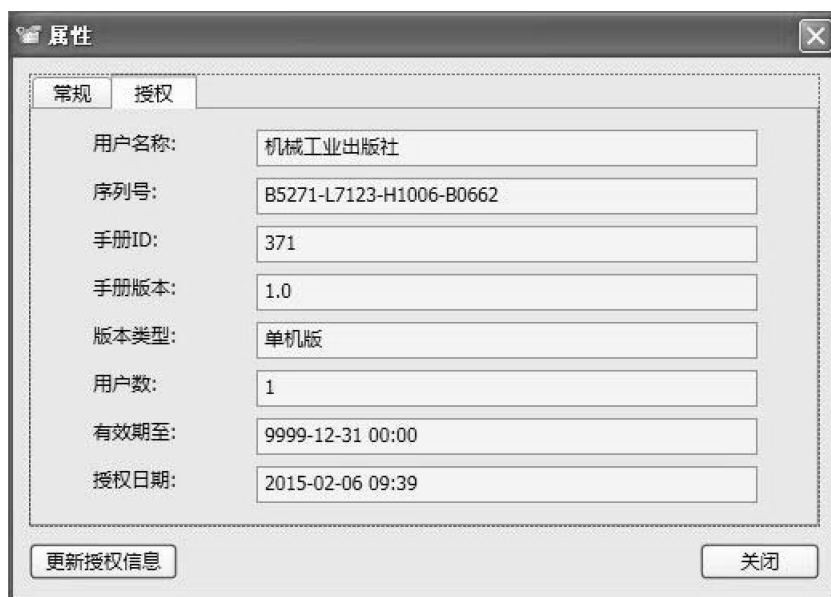 属性
常规 授权
用户名称: 机械工业出版社
序列号: B5271-L7123-H1006-B0662
手册ID: 371
手册版本: 1.0
版本类型: 单机版
用户数: 1
有效期至: 9999-12-31 00:00
授权日期: 2015-02-06 09:39
更新授权信息 关闭